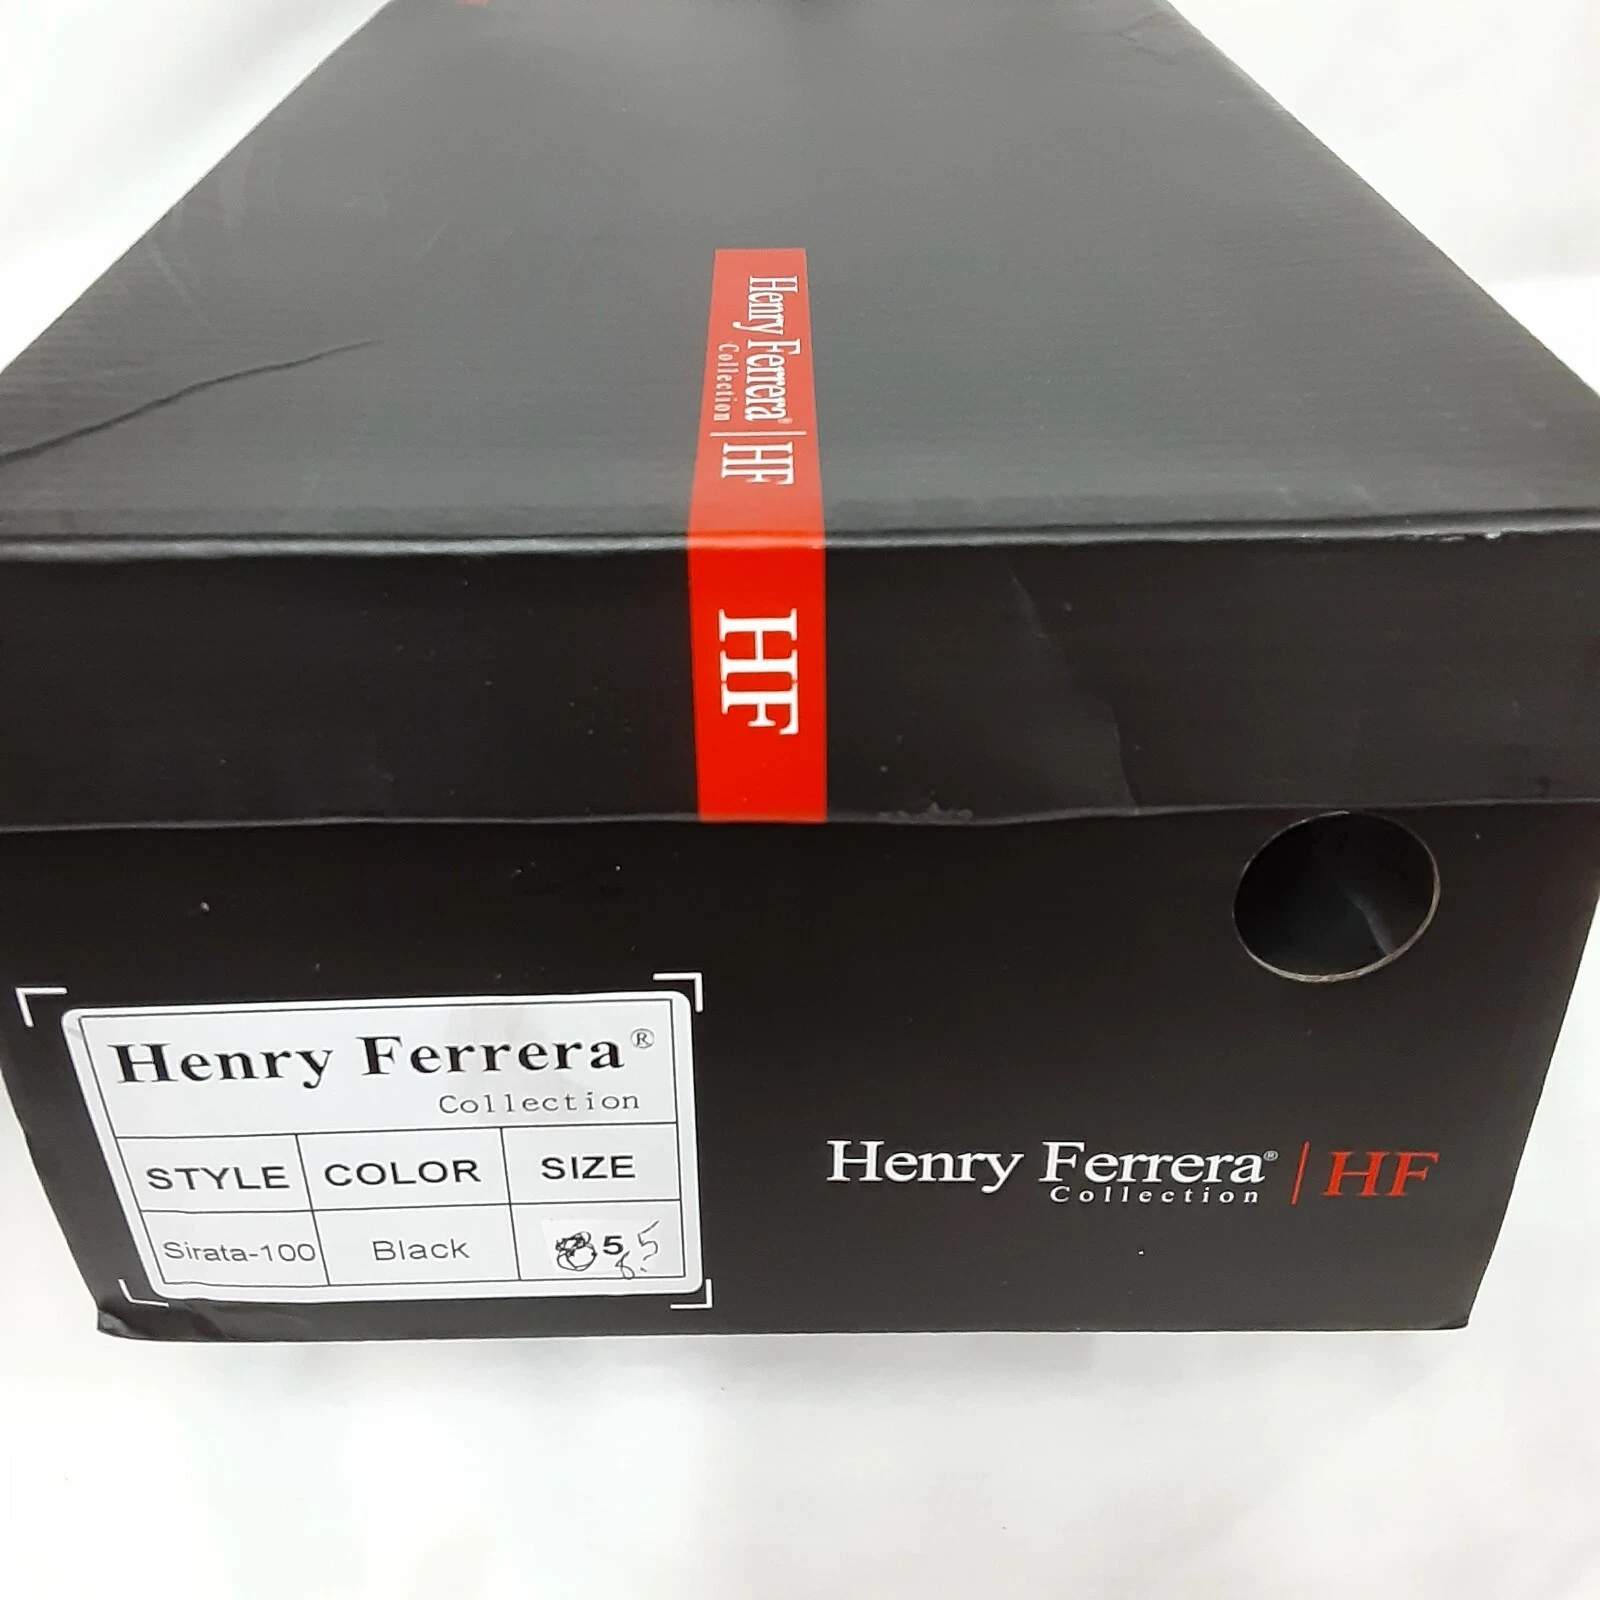 Henry Ferrera® | HF
Collection
HF
Henry Ferrera®
Collection
STYLE COLOR SIZE
Sirata-100 Black 5
8.5
Henry Ferrera® | HF
Collection